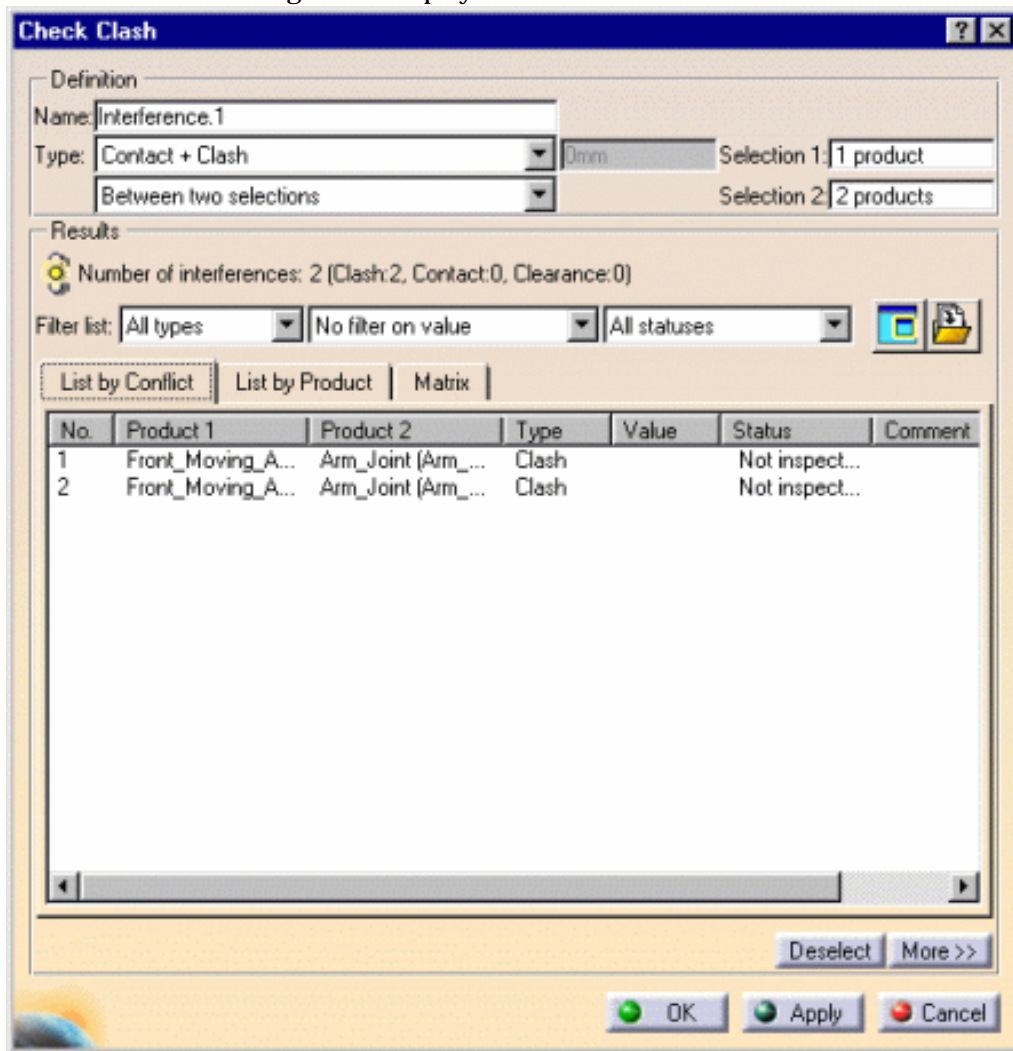 Check Clash
Definition
Name: Interference.1
Type: Contact + Clash 0mm Selection 1: 1 product
Between two selections Selection 2: 2 products
Results
Number of interferences: 2 (Clash:2, Contact:0, Clearance:0)
Filter list: All types No filter on value All statuses
List by Conflict List by Product Matrix
No. Product 1 Product 2 Type Value Status Comment
1 Front_Moving_A... Arm_Joint (Arm_... Clash Not inspect...
2 Front_Moving_A... Arm_Joint (Arm_... Clash Not inspect...
Deselect More >>
OK Apply Cancel